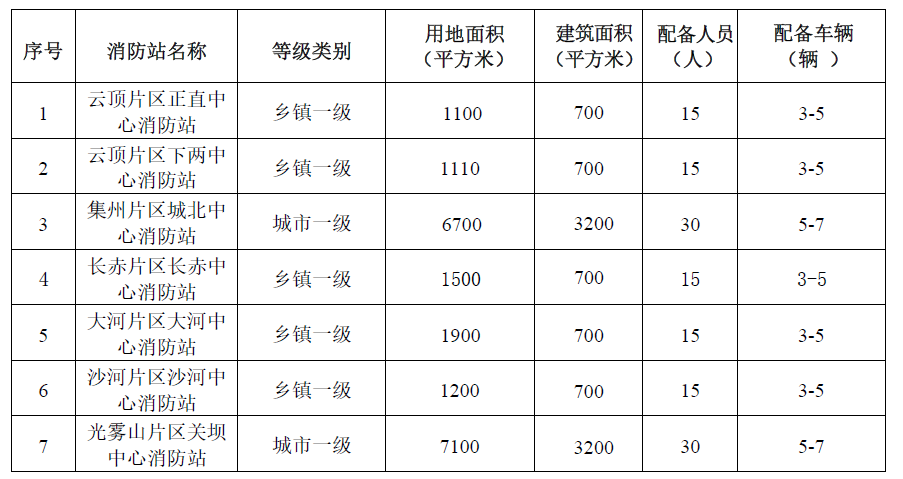 序号 消防站名称 等级类别 用地面积（平方米） 建筑面积（平方米） 配备人员（人） 配备车辆（辆 ）
1 云顶片区正直中心消防站 乡镇一级 1100 700 15 3-5
2 云顶片区下两中心消防站 乡镇一级 1110 700 15 3-5
3 集州片区城北中心消防站 城市一级 6700 3200 30 5-7
4 长赤片区长赤中心消防站 乡镇一级 1500 700 15 3-5
5 大河片区大河中心消防站 乡镇一级 1900 700 15 3-5
6 沙河片区沙河中心消防站 乡镇一级 1200 700 15 3-5
7 光雾山片区关坝中心消防站 城市一级 7100 3200 30 5-7